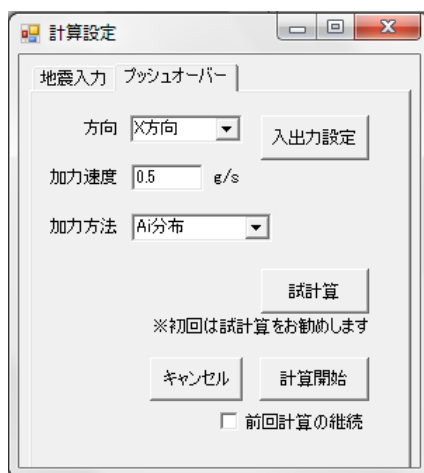 計算設定
地震入力 プッシュオーバー
方向 X方向
入出力設定
加力速度 0.5 g/s
加力方法 Ai分布
試計算
※初回は試計算をお勧めします
キャンセル 計算開始
前回計算の継続